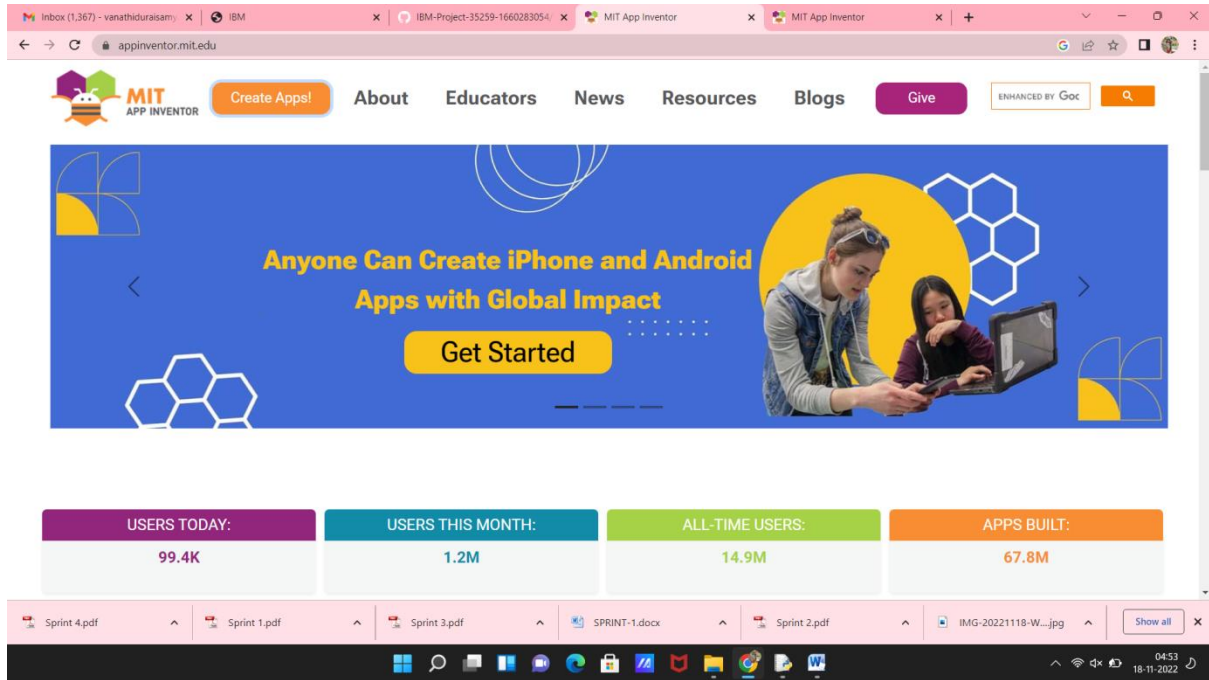 Inbox (1,367) - vanathiduraisamy
IBM
IBM-Project-35259-1660283054/
MIT App Inventor
MIT App Inventor
appinventor.mit.edu
MIT
APP INVENTOR
Create Apps!
About
Educators
News
Resources
Blogs
Give
ENHANCED BY Goo
Anyone Can Create iPhone and Android
Apps with Global Impact
Get Started
USERS TODAY:
99.4K
USERS THIS MONTH:
1.2M
ALL-TIME USERS:
14.9M
APPS BUILT:
67.8M
Sprint 4.pdf
Sprint 1.pdf
Sprint 3.pdf
SPRINT-1.docx
Sprint 2.pdf
IMG-20221118-W....jpg
Show all
04:53
18-11-2022